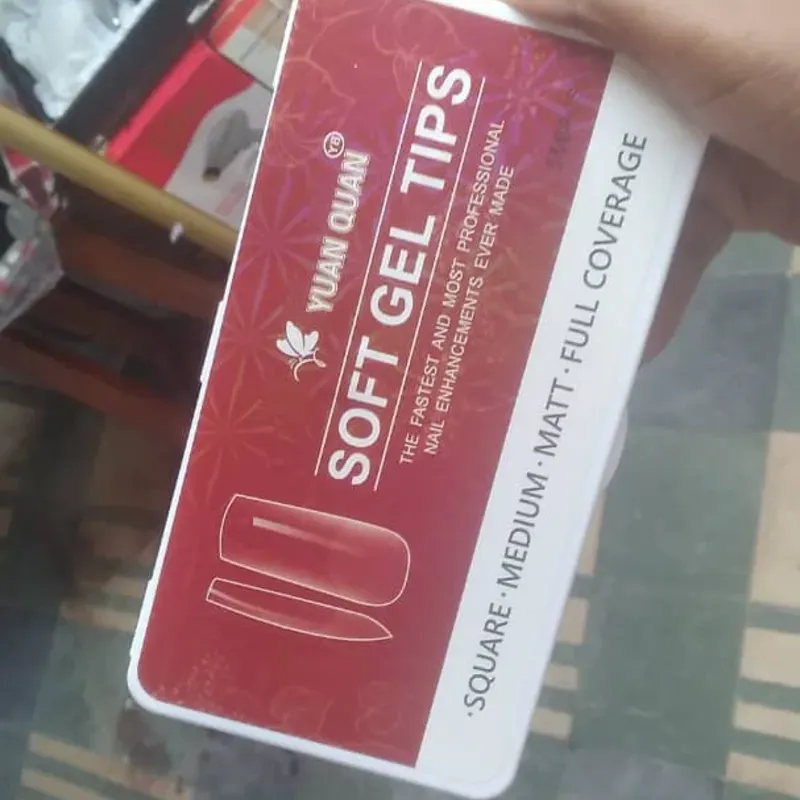 YB
YUAN QUAN
SOFT GEL TIPS
THE FASTEST AND MOST PROFESSIONAL
NAIL ENHANCEMENTS EVER MADE
·SQUARE·MEDIUM·MATT·FULL COVERAGE